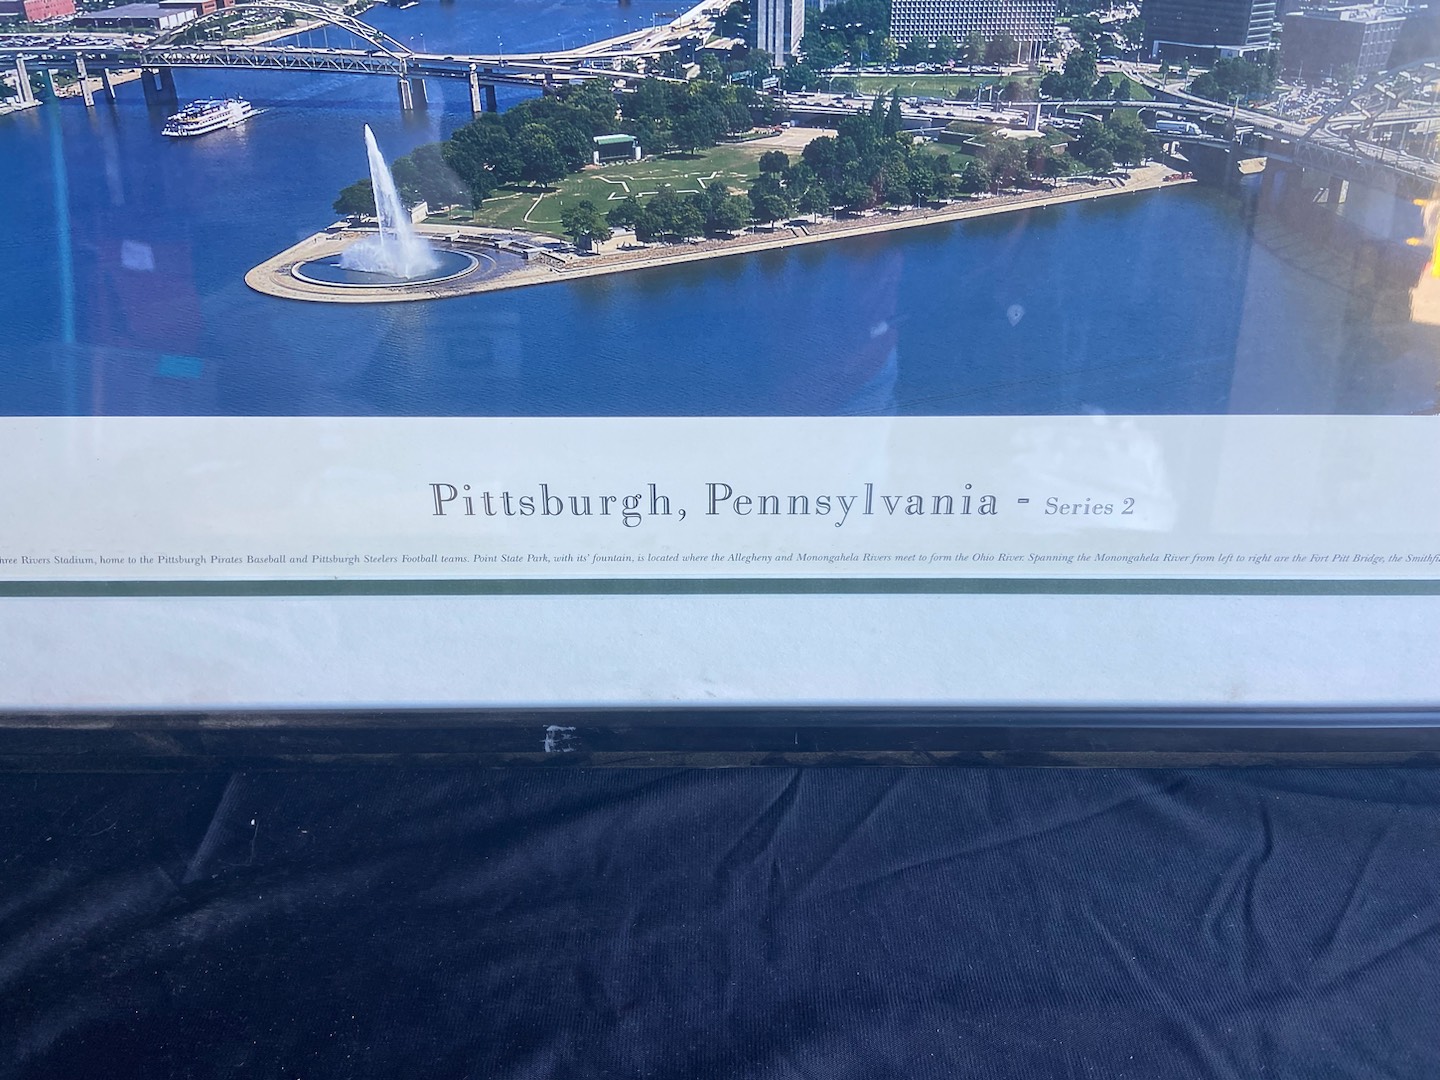 Pittsburgh, Pennsylvania - Series 2
Rivers Stadium, home to the Pittsburgh Pirates Baseball and Pittsburgh Steelers Football teams. Point State Park, with its' fountain, is located where the Allegheny and Monongahela Rivers meet to form the Ohio River. Spanning the Monongahela River from left to right are the Fort Pitt Bridge, the